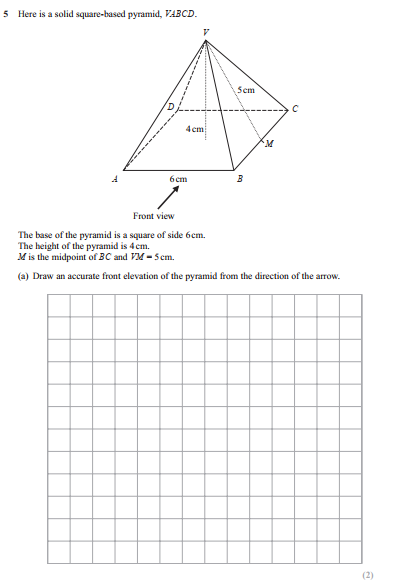 5 Here is a solid square-based pyramid, VABCD.
V
5 cm
D
C
4 cm
M
A
6 cm
B
Front view
The base of the pyramid is a square of side 6 cm.
The height of the pyramid is 4 cm.
M is the midpoint of BC and VM = 5 cm.
(a) Draw an accurate front elevation of the pyramid from the direction of the arrow.
(2)